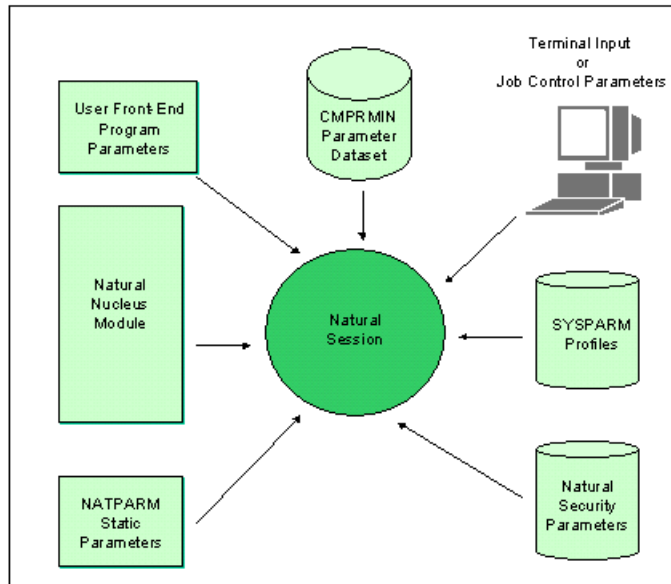 Terminal Input
or
Job Control Parameters
User Front-End
Program
Parameters
CMPRMIN
Parameter
Dataset
Natural
Nucleus
Module
Natural
Session
SYSPARM
Profiles
NATPARM
Static
Parameters
Natural
Security
Parameters